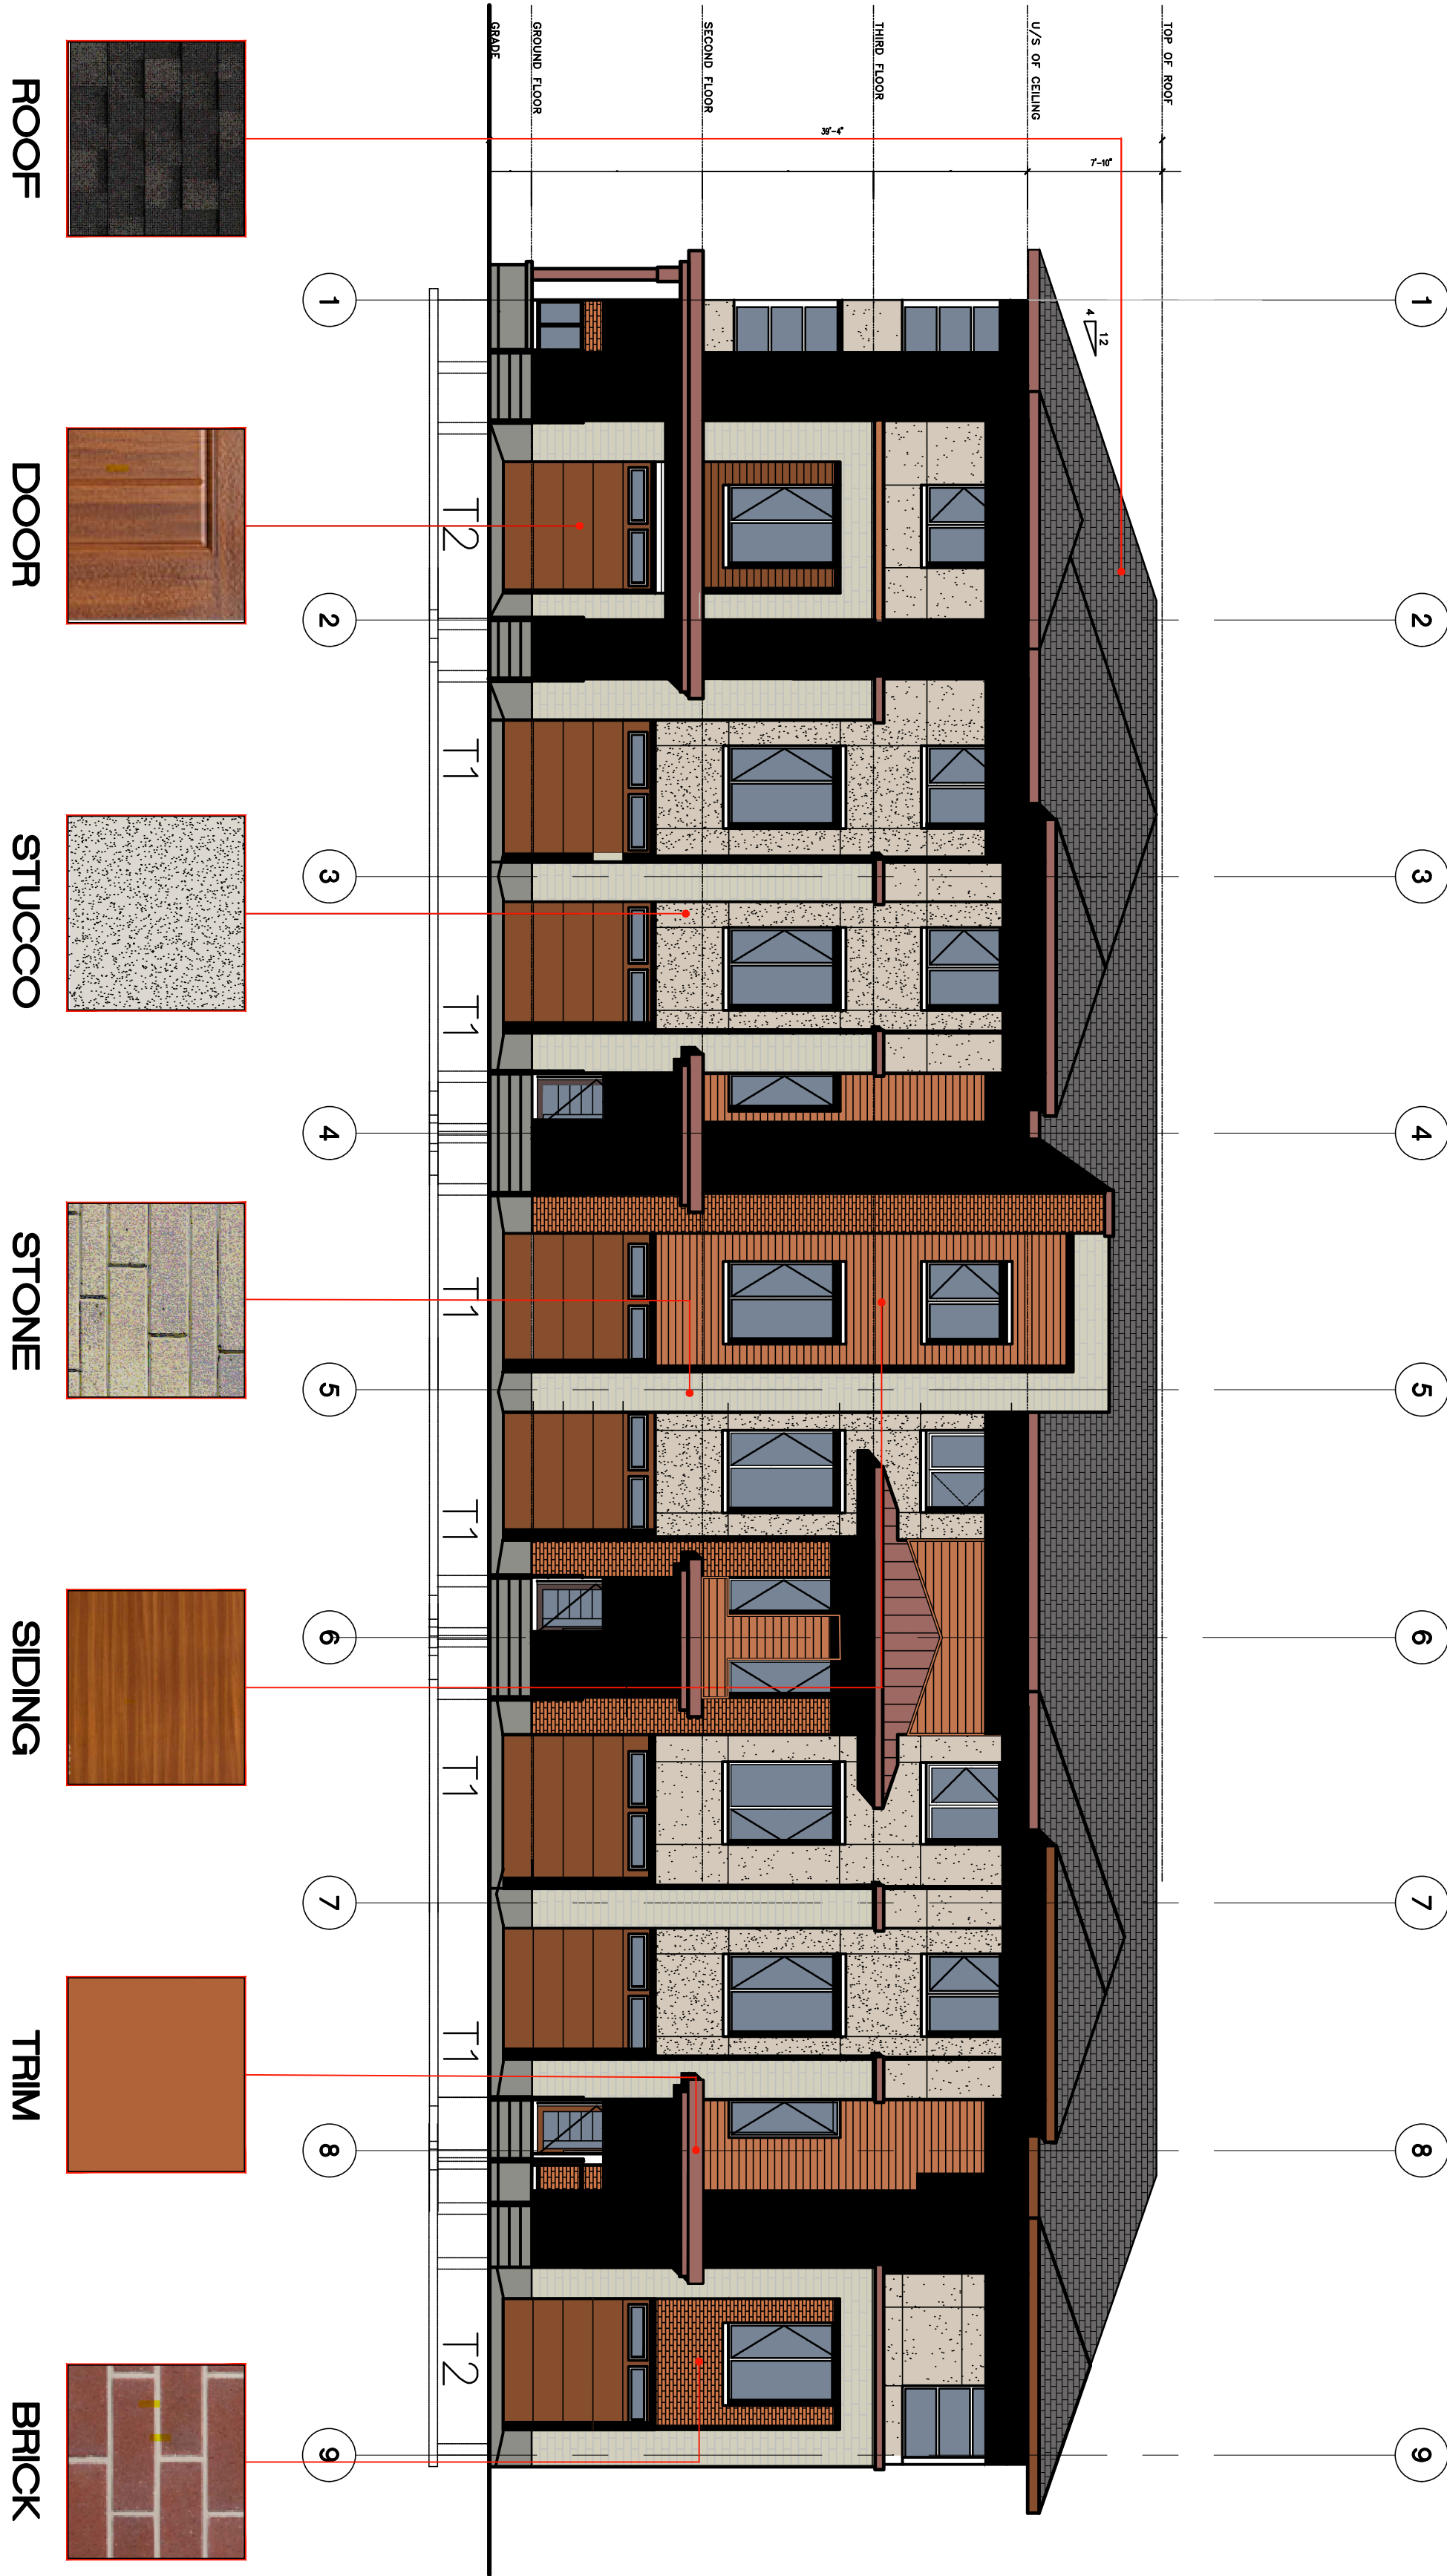 1 2 3 4 5 6 7 8 9
TOP OF ROOF
7'-10"
12
4
U/S OF CEILING
THIRD FLOOR
39'-4"
SECOND FLOOR
GROUND FLOOR
GRADE
T2 T1 T1 T1 T1 T1 T1 T2
1 2 3 4 5 6 7 8 9
ROOF DOOR STUCCO STONE SIDING TRIM BRICK